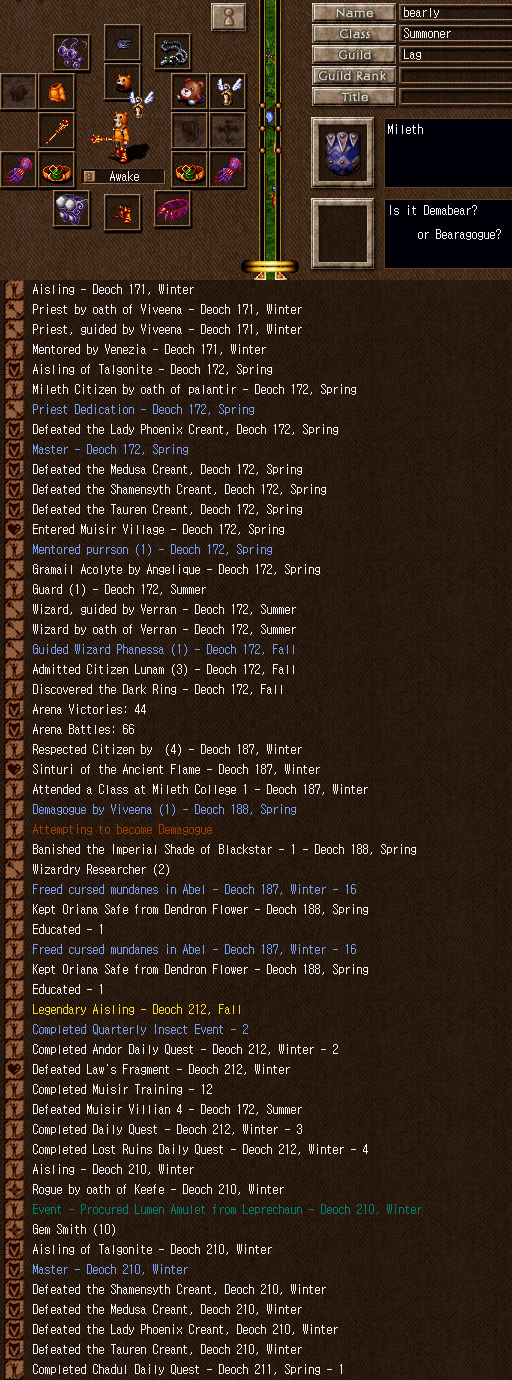 Name bearly
Class Summoner
Guild Lag
Guild Rank
Title
Mileth
Awake
Is it Demabear?
or Bearagogue?
Aisling - Deoch 171, Winter
Priest by oath of Viveena - Deoch 171, Winter
Priest, guided by Viveena - Deoch 171, Winter
Mentored by Venezia - Deoch 171, Winter
Aisling of Talgonite - Deoch 172, Spring
Mileth Citizen by oath of palantir - Deoch 172, Spring
Priest Dedication - Deoch 172, Spring
Defeated the Lady Phoenix Creant, Deoch 172, Spring
Master - Deoch 172, Spring
Defeated the Medusa Creant, Deoch 172, Spring
Defeated the Shamensyth Creant, Deoch 172, Spring
Defeated the Tauren Creant, Deoch 172, Spring
Entered Muisir Village - Deoch 172, Spring
Mentored purrson (1) - Deoch 172, Spring
Gramail Acolyte by Angelique - Deoch 172, Spring
Guard (1) - Deoch 172, Summer
Wizard, guided by Verran - Deoch 172, Summer
Wizard by oath of Verran - Deoch 172, Summer
Guided Wizard Phanessa (1) - Deoch 172, Fall
Admitted Citizen Lunam (3) - Deoch 172, Fall
Discovered the Dark Ring - Deoch 172, Fall
Arena Victories: 44
Arena Battles: 66
Respected Citizen by  (4) - Deoch 187, Winter
Sinturi of the Ancient Flame - Deoch 187, Winter
Attended a Class at Mileth College 1 - Deoch 187, Winter
Demagogue by Viveena (1) - Deoch 188, Spring
Attempting to become Demagogue
Banished the Imperial Shade of Blackstar - 1 - Deoch 188, Spring
Wizardry Researcher (2)
Freed cursed mundanes in Abel - Deoch 187, Winter - 16
Kept Oriana Safe from Dendron Flower - Deoch 188, Spring
Educated - 1
Freed cursed mundanes in Abel - Deoch 187, Winter - 16
Kept Oriana Safe from Dendron Flower - Deoch 188, Spring
Educated - 1
Legendary Aisling - Deoch 212, Fall
Completed Quarterly Insect Event - 2
Completed Andor Daily Quest - Deoch 212, Winter - 2
Defeated Law's Fragment - Deoch 212, Winter
Completed Muisir Training - 12
Defeated Muisir Villian 4 - Deoch 172, Summer
Completed Daily Quest - Deoch 212, Winter - 3
Completed Lost Ruins Daily Quest - Deoch 212, Winter - 4
Aisling - Deoch 210, Winter
Rogue by oath of Keefe - Deoch 210, Winter
Event - Procured Lumen Amulet from Leprechaun - Deoch 210, Winter
Gem Smith (10)
Aisling of Talgonite - Deoch 210, Winter
Master - Deoch 210, Winter
Defeated the Shamensyth Creant, Deoch 210, Winter
Defeated the Medusa Creant, Deoch 210, Winter
Defeated the Lady Phoenix Creant, Deoch 210, Winter
Defeated the Tauren Creant, Deoch 210, Winter
Completed Chadul Daily Quest - Deoch 211, Spring - 1